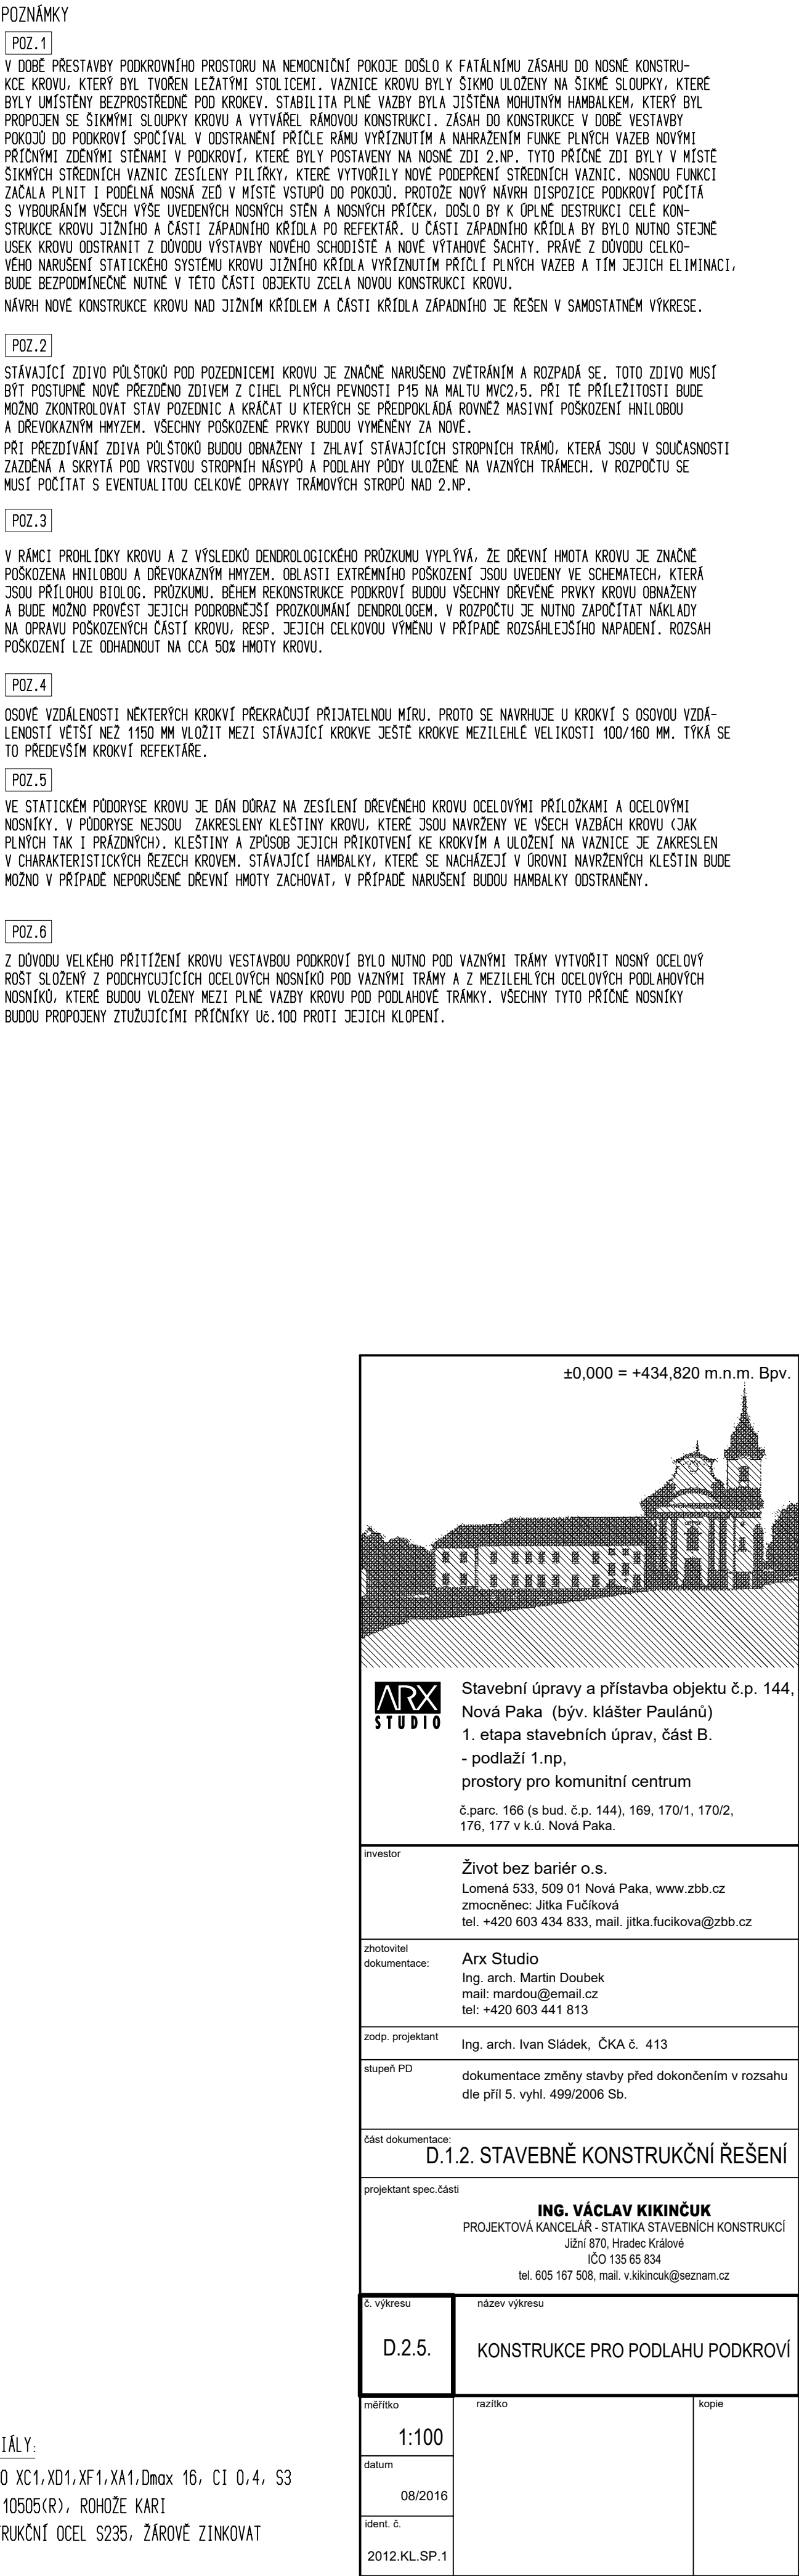 POZNÁMKY
POZ.1
V DOBĚ PŘESTAVBY PODKROVNÍHO PROSTORU NA NEMOCNIČNÍ POKOJE DOŠLO K FATÁLNÍMU ZÁSAHU DO NOSNÉ KONSTRU-
KCE KROVU, KTERÝ BYL TVOŘEN LEŽATÝMI STOLICEMI. VAZNICE KROVU BYLY ŠIKMO ULOŽENY NA ŠIKMÉ SLOUPKY, KTERÉ
BYLY UMÍSTĚNY BEZPROSTŘEDNĚ POD KROKEV. STABILITA PLNÉ VAZBY BYLA JIŠTĚNA MOHUTNÝM HAMBALKEM, KTERÝ BYL
PROPOJEN SE ŠIKMÝMI SLOUPKY KROVU A VYTVÁŘEL RÁMOVOU KONSTRUKCI. ZÁSAH DO KONSTRUKCE V DOBĚ VESTAVBY
POKOJŮ DO PODKROVÍ SPOČÍVAL V ODSTRANĚNÍ PŘÍČLE RÁMU VYŘÍZNUTÍM A NAHRAŽENÍM FUNKE PLNÝCH VAZEB NOVÝMI
PŘÍČNÝMI ZDĚNÝMI STĚNAMI V PODKROVÍ, KTERÉ BYLY POSTAVENY NA NOSNÉ ZDI 2.NP. TYTO PŘÍČNÉ ZDI BYLY V MÍSTĚ
ŠIKMÝCH STŘEDNÍCH VAZNIC ZESÍLENY PILÍŘKY, KTERÉ VYTVOŘILY NOVÉ PODEPŘENÍ STŘEDNÍCH VAZNIC. NOSNOU FUNKCI
ZAČALA PLNIT I PODÉLNÁ NOSNÁ ZEĎ V MÍSTĚ VSTUPŮ DO POKOJŮ. PROTOŽE NOVÝ NÁVRH DISPOZICE PODKROVÍ POČÍTÁ
S VYBOURÁNÍM VŠECH VÝŠE UVEDENÝCH NOSNÝCH STĚN A NOSNÝCH PŘÍČEK, DOŠLO BY K ÚPLNÉ DESTRUKCI CELÉ KON-
STRUKCE KROVU JIŽNÍHO A ČÁSTI ZÁPADNÍHO KŘÍDLA PO REFEKTÁŘ. U ČÁSTI ZÁPADNÍHO KŘÍDLA BY BYLO NUTNO STEJNĚ
USEK KROVU ODSTRANIT Z DŮVODU VÝSTAVBY NOVÉHO SCHODIŠTĚ A NOVÉ VÝTAHOVÉ ŠACHTY. PRÁVĚ Z DŮVODU CELKO-
VÉHO NARUŠENÍ STATICKÉHO SYSTÉMU KROVU JIŽNÍHO KŘÍDLA VYŘÍZNUTÍM PŘÍČLÍ PLNÝCH VAZEB A TÍM JEJICH ELIMINACI,
BUDE BEZPODMÍNEČNĚ NUTNÉ V TÉTO ČÁSTI OBJEKTU ZCELA NOVOU KONSTRUKCI KROVU.
NÁVRH NOVÉ KONSTRUKCE KROVU NAD JIŽNÍM KŘÍDLEM A ČÁSTI KŘÍDLA ZÁPADNÍHO JE ŘEŠEN V SAMOSTATNÉM VÝKRESE.
POZ.2
STÁVAJÍCÍ ZDIVO PŮLŠTOKŮ POD POZEDNICEMI KROVU JE ZNAČNĚ NARUŠENO ZVĚTRÁNÍM A ROZPADÁ SE. TOTO ZDIVO MUSÍ
BÝT POSTUPNĚ NOVĚ PŘEZDĚNO ZDIVEM Z CIHEL PLNÝCH PEVNOSTI P15 NA MALTU MVC2,5. PŘI TÉ PŘÍLEŽITOSTI BUDE
MOŽNO ZKONTROLOVAT STAV POZEDNIC A KRÁČAT U KTERÝCH SE PŘEDPOKLÁDÁ ROVNĚŽ MASIVNÍ POŠKOZENÍ HNILOBOU
A DŘEVOKAZNÝM HMYZEM. VŠECHNY POŠKOZENÉ PRVKY BUDOU VYMĚNĚNY ZA NOVÉ.
PŘI PŘEZDÍVÁNÍ ZDIVA PŮLŠTOKŮ BUDOU OBNAŽENY I ZHLAVÍ STÁVAJÍCÍCH STROPNÍCH TRÁMŮ, KTERÁ JSOU V SOUČASNOSTI
ZAZDĚNÁ A SKRYTÁ POD VRSTVOU STROPNÍCH NÁSYPŮ A PODLAHY PŮDY ULOŽENÉ NA VAZNÝCH TRÁMECH. V ROZPOČTU SE
MUSÍ POČÍTAT S EVENTUALITOU CELKOVÉ OPRAVY TRÁMOVÝCH STROPŮ NAD 2.NP.
POZ.3
V RÁMCI PROHLÍDKY KROVU A Z VÝSLEDKŮ DENDROLOGICKÉHO PRŮZKUMU VYPLÝVÁ, ŽE DŘEVNÍ HMOTA KROVU JE ZNAČNĚ
POŠKOZENA HNILOBOU A DŘEVOKAZNÝM HMYZEM. OBLASTI EXTRÉMNÍHO POŠKOZENÍ JSOU UVEDENY VE SCHEMATECH, KTERÁ
JSOU PŘÍLOHOU BIOLOG. PRŮZKUMU. BĚHEM REKONSTRUKCE PODKROVÍ BUDOU VŠECHNY DŘEVĚNÉ PRVKY KROVU OBNAŽENY
A BUDE MOŽNO PROVÉST JEJICH PODROBNĚJŠÍ PROZKOUMÁNÍ DENDROLOGEM. V ROZPOČTU JE NUTNO ZAPOČÍTAT NÁKLADY
NA OPRAVU POŠKOZENÝCH ČÁSTÍ KROVU, RESP. JEJICH CELKOVOU VÝMĚNU V PŘÍPADĚ ROZSÁHLEJŠÍHO NAPADENÍ. ROZSAH
POŠKOZENÍ LZE ODHADNOUT NA CCA 50% HMOTY KROVU.
POZ.4
OSOVÉ VZDÁLENOSTI NĚKTERÝCH KROKVÍ PŘEKRAČUJÍ PŘIJATELNOU MÍRU. PROTO SE NAVRHUJE U KROKVÍ S OSOVOU VZDÁ-
LENOSTÍ VĚTŠÍ NEŽ 1150 MM VLOŽIT MEZI STÁVAJÍCÍ KROKVE JEŠTĚ KROKVE MEZILEHLÉ VELIKOSTI 100/160 MM. TÝKÁ SE
TO PŘEDEVŠÍM KROKVÍ REFEKTÁŘE.
POZ.5
VE STATICKÉM PŮDORYSE KROVU JE DÁN DŮRAZ NA ZESÍLENÍ DŘEVĚNÉHO KROVU OCELOVÝMI PŘÍLOŽKAMI A OCELOVÝMI
NOSNÍKY. V PŮDORYSE NEJSOU ZAKRESLENY KLEŠTINY KROVU, KTERÉ JSOU NAVRŽENY VE VŠECH VAZBÁCH KROVU (JAK
PLNÝCH TAK I PRÁZDNÝCH). KLEŠTINY A ZPŮSOB JEJICH PŘIKOTVENÍ KE KROKVÍM A ULOŽENÍ NA VAZNICE JE ZAKRESLEN
V CHARAKTERISTICKÝCH ŘEZECH KROVEM. STÁVAJÍCÍ HAMBALKY, KTERÉ SE NACHÁZEJÍ V ÚROVNI NAVRŽENÝCH KLEŠTIN BUDE
MOŽNO V PŘÍPADĚ NEPORUŠENÉ DŘEVNÍ HMOTY ZACHOVAT, V PŘÍPADĚ NARUŠENÍ BUDOU HAMBALKY ODSTRANĚNY.
POZ.6
Z DŮVODU VELKÉHO PŘITÍŽENÍ KROVU VESTAVBOU PODKROVÍ BYLO NUTNO POD VAZNÝMI TRÁMY VYTVOŘIT NOSNÝ OCELOVÝ
ROŠT SLOŽENÝ Z PODCHYCUJÍCÍCH OCELOVÝCH NOSNÍKŮ POD VAZNÝMI TRÁMY A Z MEZILEHLÝCH OCELOVÝCH PODLAHOVÝCH
NOSNÍKŮ, KTERÉ BUDOU VLOŽENY MEZI PLNÉ VAZBY KROVU POD PODLAHOVÉ TRÁMKY. VŠECHNY TYTO PŘÍČNÉ NOSNÍKY
BUDOU PROPOJENY ZTUŽUJÍCÍMI PŘÍČNÍKY Uč.100 PROTI JEJICH KLOPENÍ.
±0,000 = +434,820 m.n.m. Bpv.
ARX
STUDIO
Stavební úpravy a přístavba objektu č.p. 144,
Nová Paka (býv. klášter Paulánů)
1. etapa stavebních úprav, část B.
- podlaží 1.np,
prostory pro komunitní centrum
č.parc. 166 (s bud. č.p. 144), 169, 170/1, 170/2,
176, 177 v k.ú. Nová Paka.
investor
Život bez bariér o.s.
Lomená 533, 509 01 Nová Paka, www.zbb.cz
zmocněnec: Jitka Fučíková
tel. +420 603 434 833, mail. jitka.fucikova@zbb.cz
zhotovitel
dokumentace:
Arx Studio
Ing. arch. Martin Doubek
mail: mardou@email.cz
tel: +420 603 441 813
zodp. projektant
Ing. arch. Ivan Sládek, ČKA č. 413
stupeň PD
dokumentace změny stavby před dokončením v rozsahu
dle příl 5. vyhl. 499/2006 Sb.
část dokumentace:
D.1.2. STAVEBNĚ KONSTRUKČNÍ ŘEŠENÍ
projektant spec.části
ING. VÁCLAV KIKINČUK
PROJEKTOVÁ KANCELÁŘ - STATIKA STAVEBNÍCH KONSTRUKCÍ
Jižní 870, Hradec Králové
IČO 135 65 834
tel. 605 167 508, mail. v.kikincuk@seznam.cz
č. výkresu
název výkresu
D.2.5.
KONSTRUKCE PRO PODLAHU PODKROVÍ
měřítko
razítko
kopie
1:100
datum
08/2016
ident. č.
2012.KL.SP.1
IÁLY:
0 XC1,XD1,XF1,XA1,Dmax 16, CI 0,4, S3
10505(R), ROHOŽE KARI
RUKČNÍ OCEL S235, ŽÁROVĚ ZINKOVAT